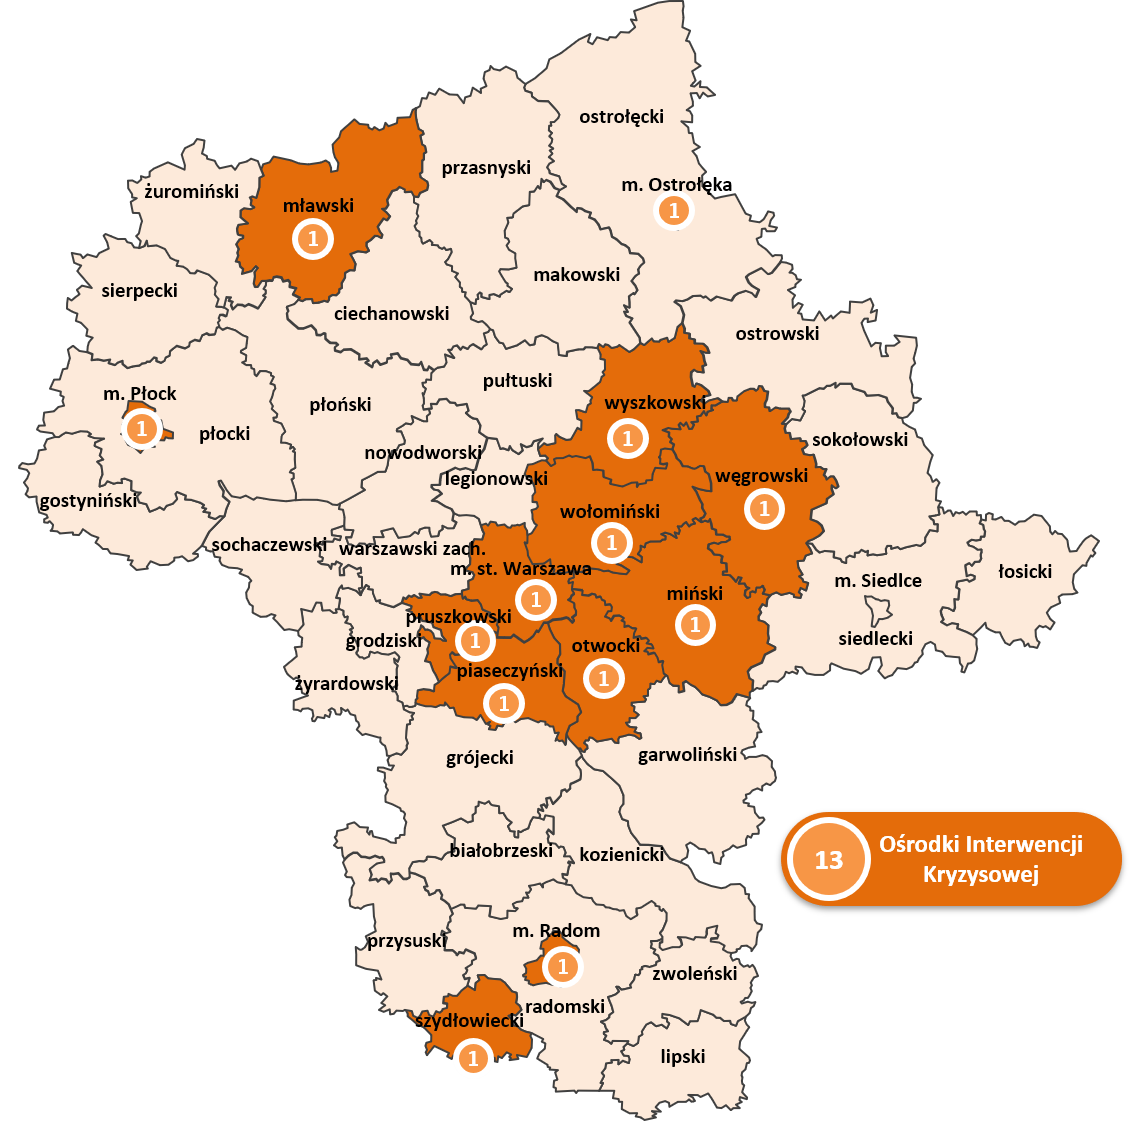 ostrołęcki
przasnyski
m. Ostrołęka
1
żuromiński
mławski
1
makowski
sierpecki
ciechanowski
ostrowski
pułtuski
m. Płock
1
płoński
wyszkowski
1
płocki
sokołowski
nowodworski
legionowski
węgrowski
1
gostyniński
wołomiński
1
sochaczewski
warszawski zach.
m. st. Warszawa
1
łosicki
m. Siedlce
miński
1
pruszkowski
1
grodziski
otwocki
1
siedlecki
piaseczyński
1
żyrardowski
grójecki
garwoliński
13
Ośrodki Interwencji
Kryzysowej
białobrzeski
kozienicki
m. Radom
1
przysuski
zwoleński
radomski
szydłowiecki
1
lipski